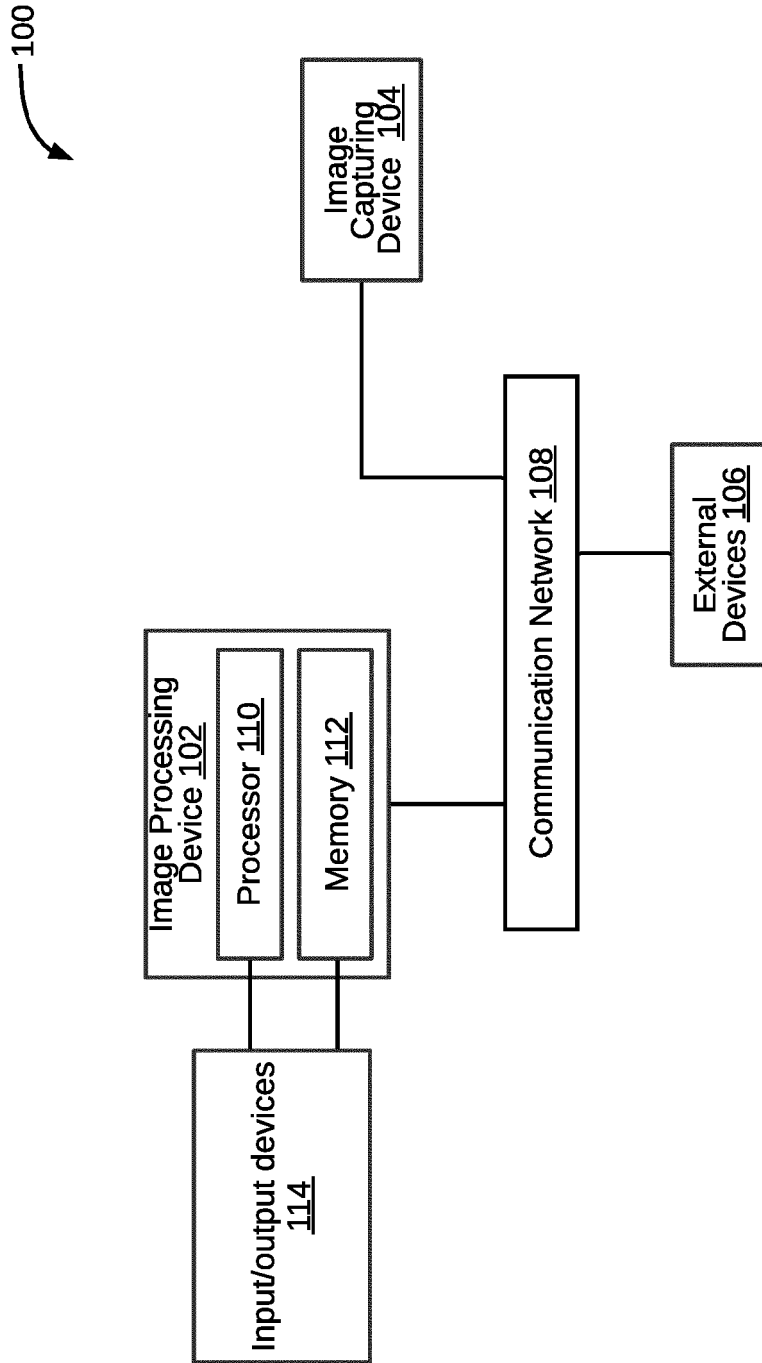 100
Image Processing
Device 102
Processor 110
Memory 112
Input/output devices
114
Image
Capturing
Device 104
Communication Network 108
External
Devices 106